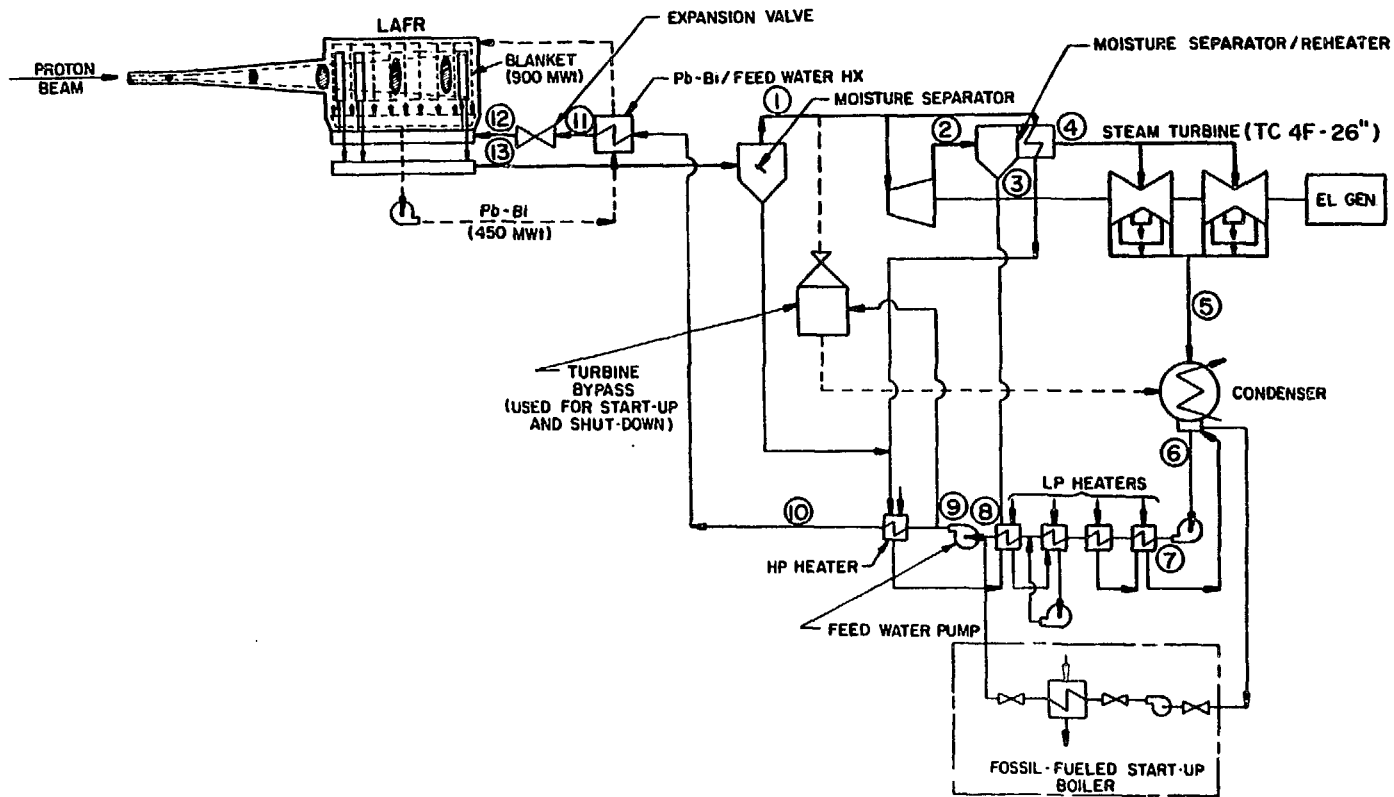 LAFR
EXPANSION VALVE
PROTON
BEAM
BLANKET
(900 MWt)
Pb-Bi/FEED WATER HX
MOISTURE SEPARATOR/REHEATER
MOISTURE SEPARATOR
STEAM TURBINE (TC 4F-26")
EL GEN
Pb-Bi
(450 MWt)
1
2
3
4
5
6
7
8
9
10
11
12
13
TURBINE
BYPASS
(USED FOR START-UP
AND SHUT-DOWN)
CONDENSER
LP HEATERS
HP HEATER
FEED WATER PUMP
FOSSIL-FUELED START-UP
BOILER